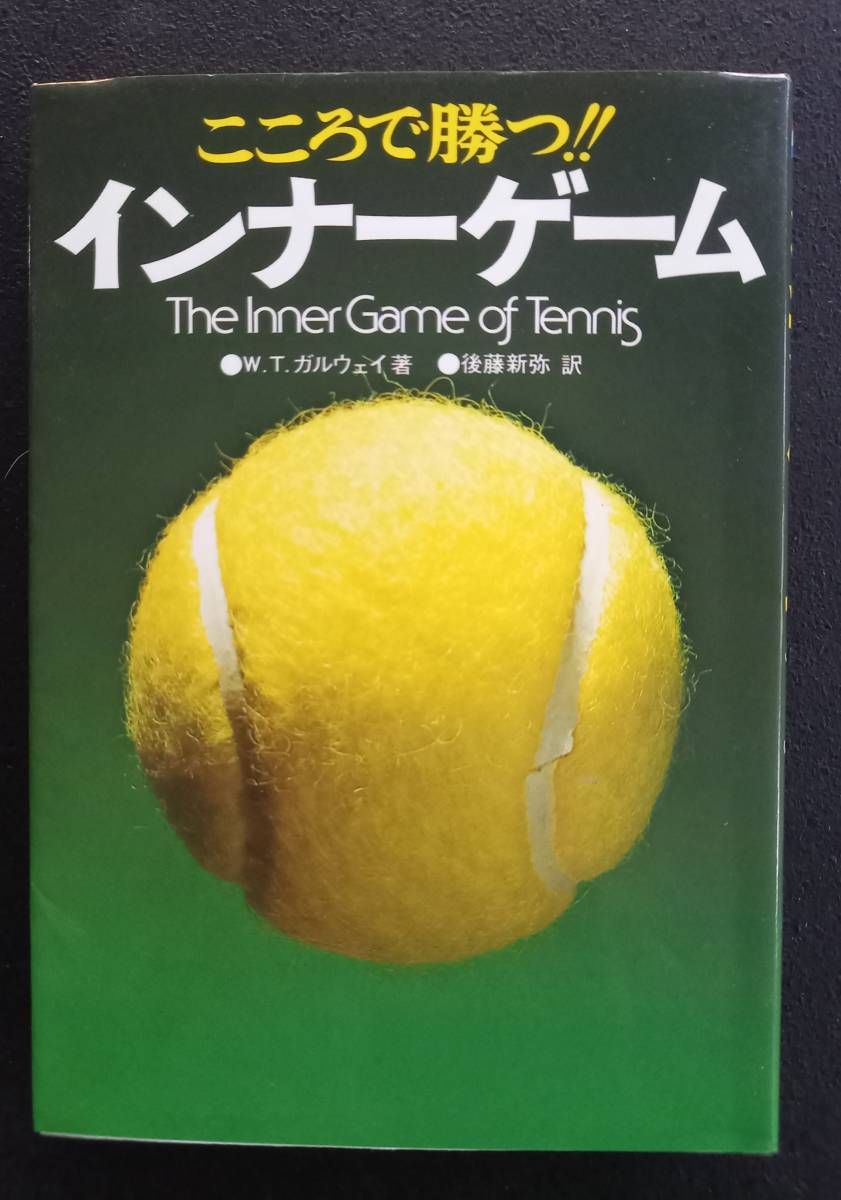 こころで勝つ!!
インナーゲーム
The Inner Game of Tennis
●W.T.ガルウェイ著 ●後藤新弥 訳